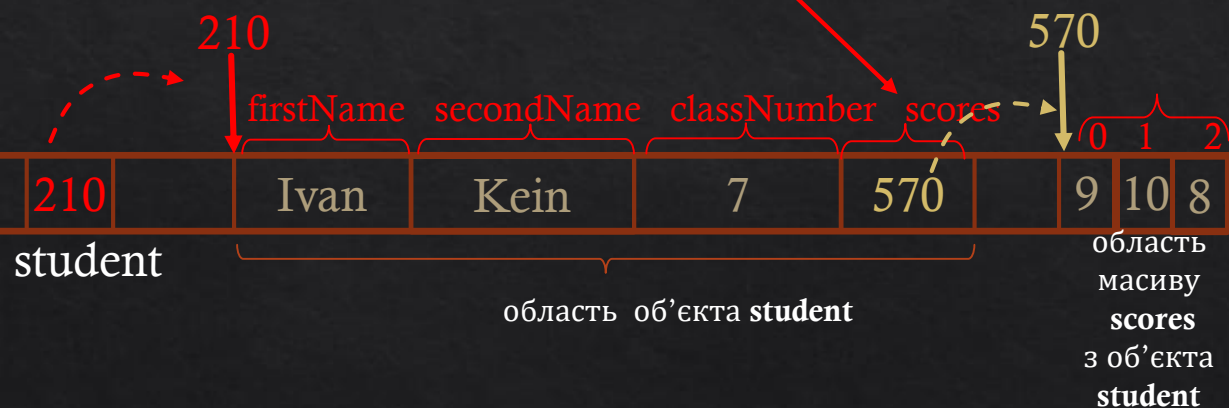 210
570
firstName secondName classNumber scores
0 1 2
210 Ivan Kein 7 570 9 10 8
student
область об’єкта student
область
масиву
scores
з об’єкта
student